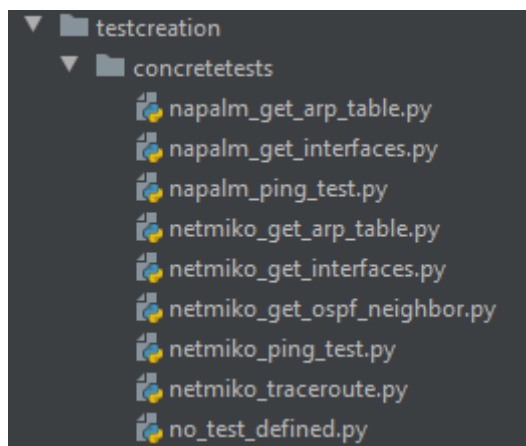 testcreation
concretetests
napalm_get_arp_table.py
napalm_get_interfaces.py
napalm_ping_test.py
netmiko_get_arp_table.py
netmiko_get_interfaces.py
netmiko_get_ospf_neighbor.py
netmiko_ping_test.py
netmiko_traceroute.py
no_test_defined.py